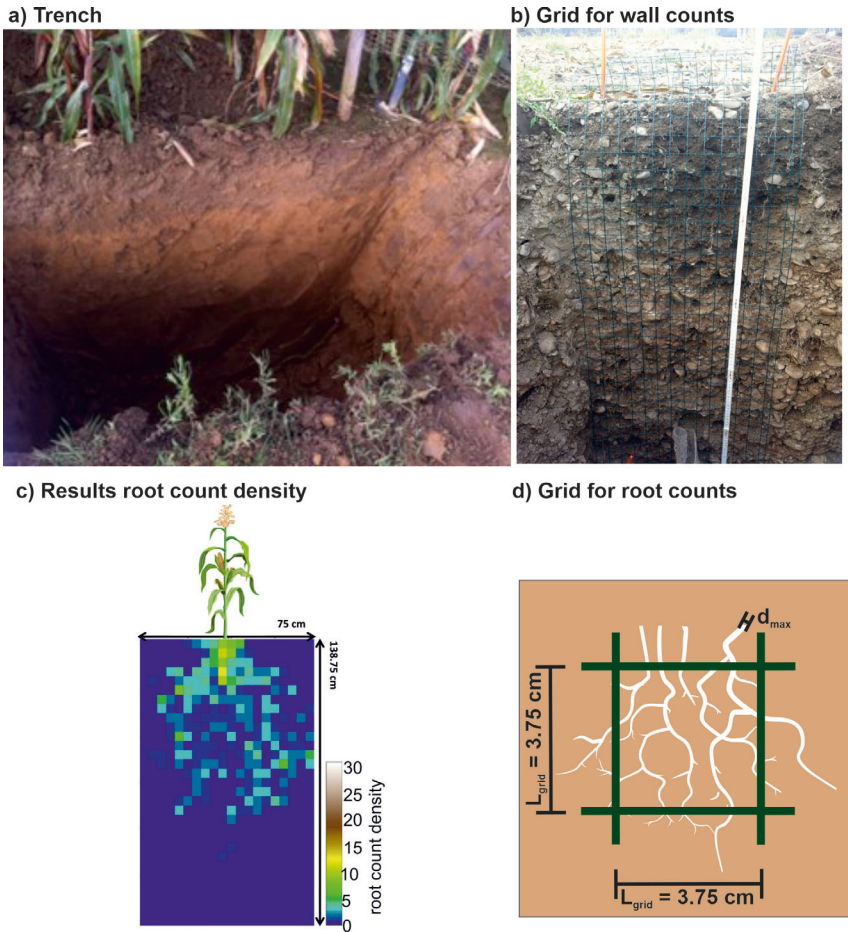 a) Trench
b) Grid for wall counts
c) Results root count density
75 cm
138.75 cm
30
25
20
15
10
5
0
root count density
d) Grid for root counts
d_max
L_grid = 3.75 cm
L_grid = 3.75 cm